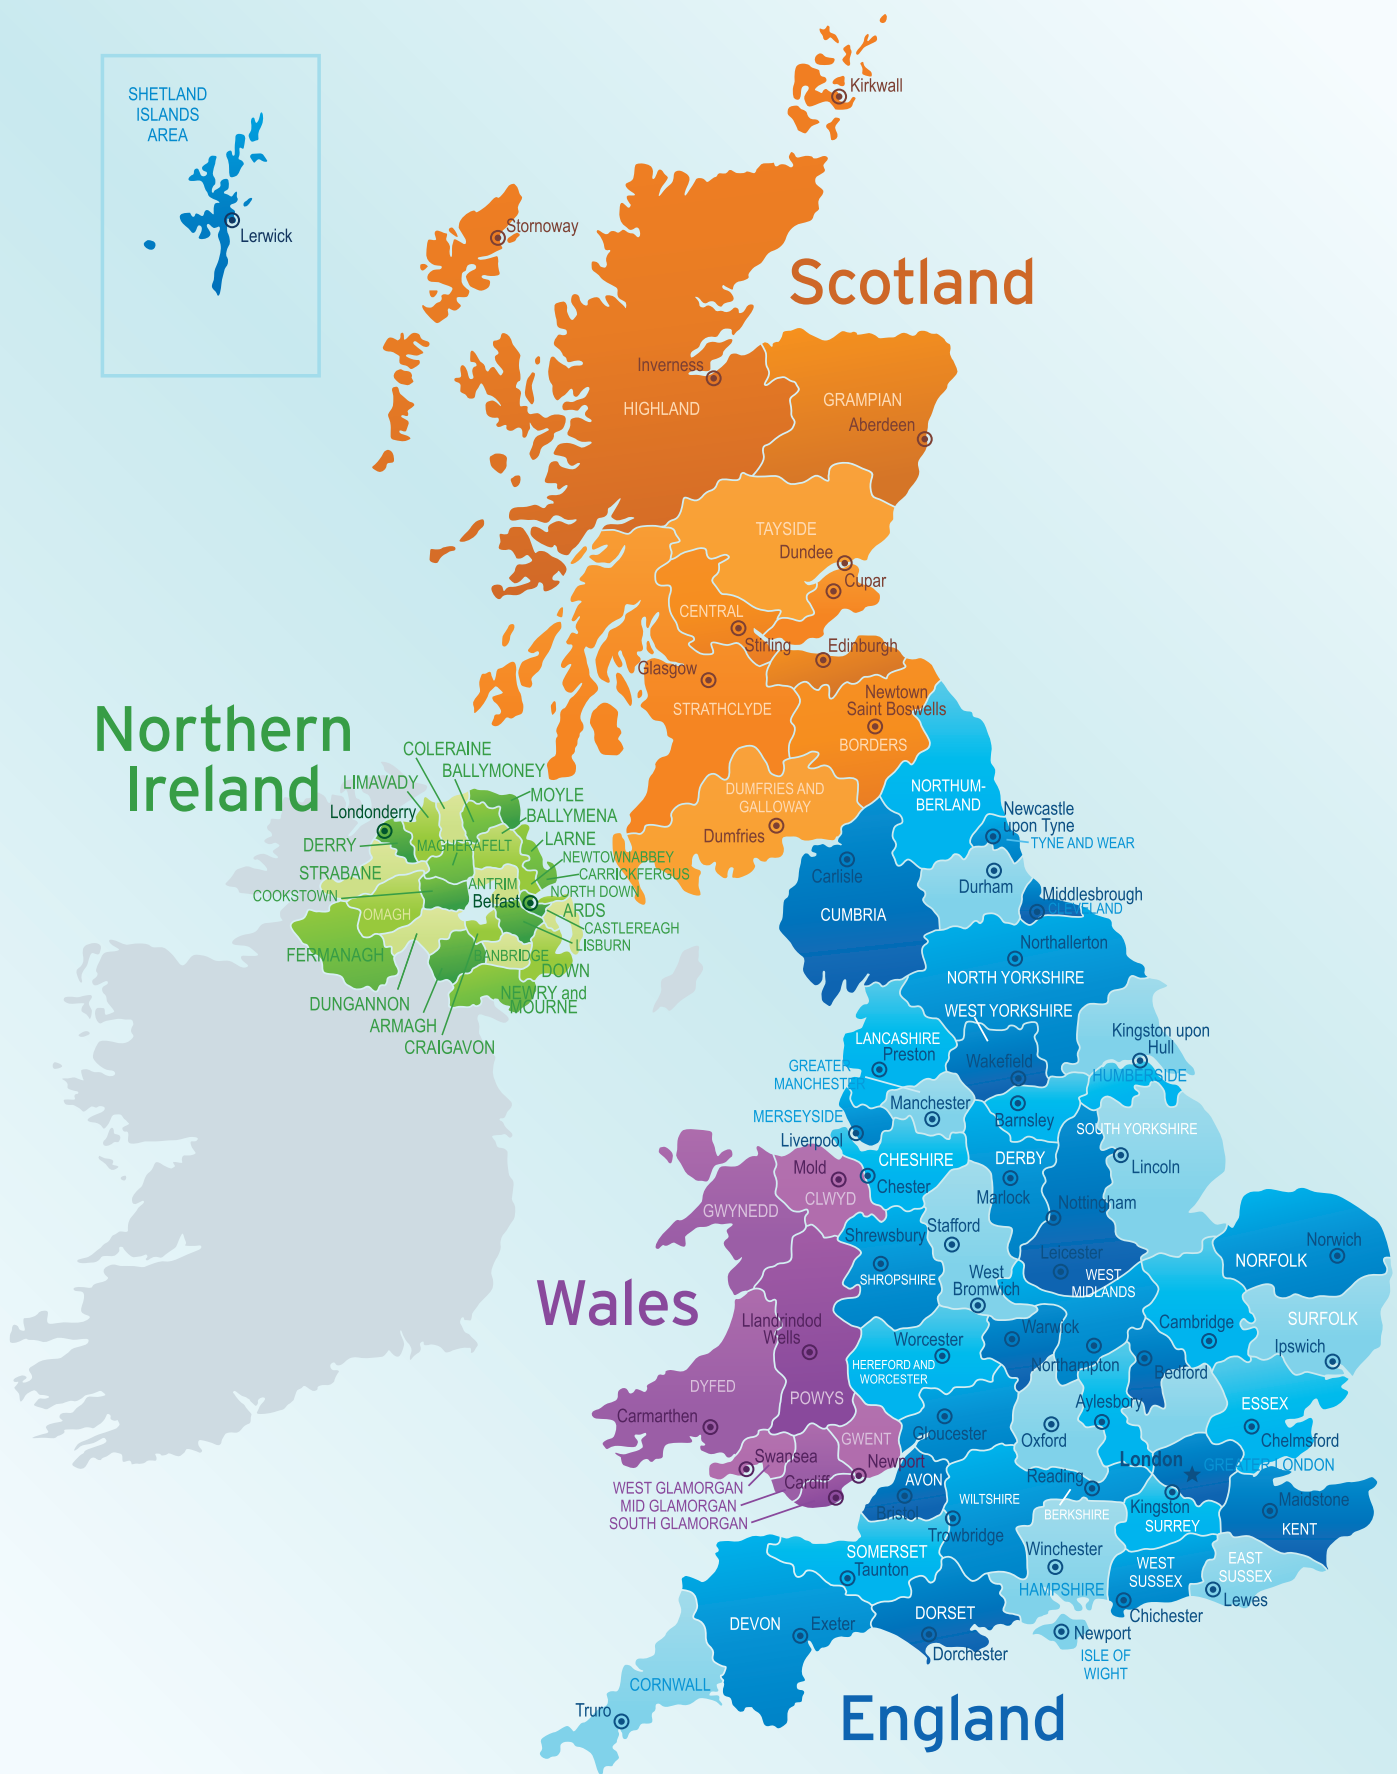 SHETLAND
ISLANDS
AREA
Lerwick
Kirkwall
Stornoway
Scotland
Inverness
HIGHLAND
GRAMPIAN
Aberdeen
TAYSIDE
Dundee
Cupar
CENTRAL
Stirling
Edinburgh
Glasgow
STRATHCLYDE
Newtown
Saint Boswells
BORDERS
DUMFRIES AND
GALLOWAY
Dumfries
Northern
Ireland
COLERAINE
BALLYMONEY
LIMAVADY
MOYLE
Londonderry
BALLYMENA
DERRY
MAGHERAFELT
LARNE
NEWTOWNABBEY
STRABANE
CARRICKFERGUS
COOKSTOWN
ANTRIM
NORTH DOWN
Belfast
OMAGH
ARDS
CASTLEREAGH
LISBURN
FERMANAGH
BANBRIDGE
DOWN
DUNGANNON
NEWRY and
MOURNE
ARMAGH
CRAIGAVON
NORTHUM-
BERLAND
Newcastle
upon Tyne
TYNE AND WEAR
Carlisle
Durham
CUMBRIA
Middlesbrough
CLEVELAND
Northallerton
NORTH YORKSHIRE
WEST YORKSHIRE
LANCASHIRE
Preston
Wakefield
Kingston upon
Hull
HUMBERSIDE
GREATER
MANCHESTER
Manchester
MERSEYSIDE
Liverpool
Barnsley
SOUTH YORKSHIRE
CHESHIRE
Chester
DERBY
Marlock
Lincoln
Nottingham
Mold
CLWYD
GWYNEDD
Shrewsbury
SHROPSHIRE
Stafford
Leicester
West
Bromwich
WEST
MIDLANDS
Norwich
NORFOLK
Wales
Llandrindod
Wells
Worcester
HEREFORD AND
WORCESTER
Warwick
Northampton
Cambridge
Bedford
SURFOLK
Ipswich
DYFED
POWYS
Carmarthen
GWENT
Gloucester
Oxford
Aylesbory
ESSEX
Chelmsford
Swansea
Newport
Cardiff
WEST GLAMORGAN
MID GLAMORGAN
SOUTH GLAMORGAN
AVON
Bristol
WILTSHIRE
Trowbridge
Reading
BERKSHIRE
London
GREATER LONDON
Kingston
SURREY
Maidstone
KENT
SOMERSET
Taunton
Winchester
HAMPSHIRE
WEST
SUSSEX
EAST
SUSSEX
Lewes
Chichester
DEVON
Exeter
DORSET
Dorchester
Newport
ISLE OF
WIGHT
CORNWALL
Truro
England